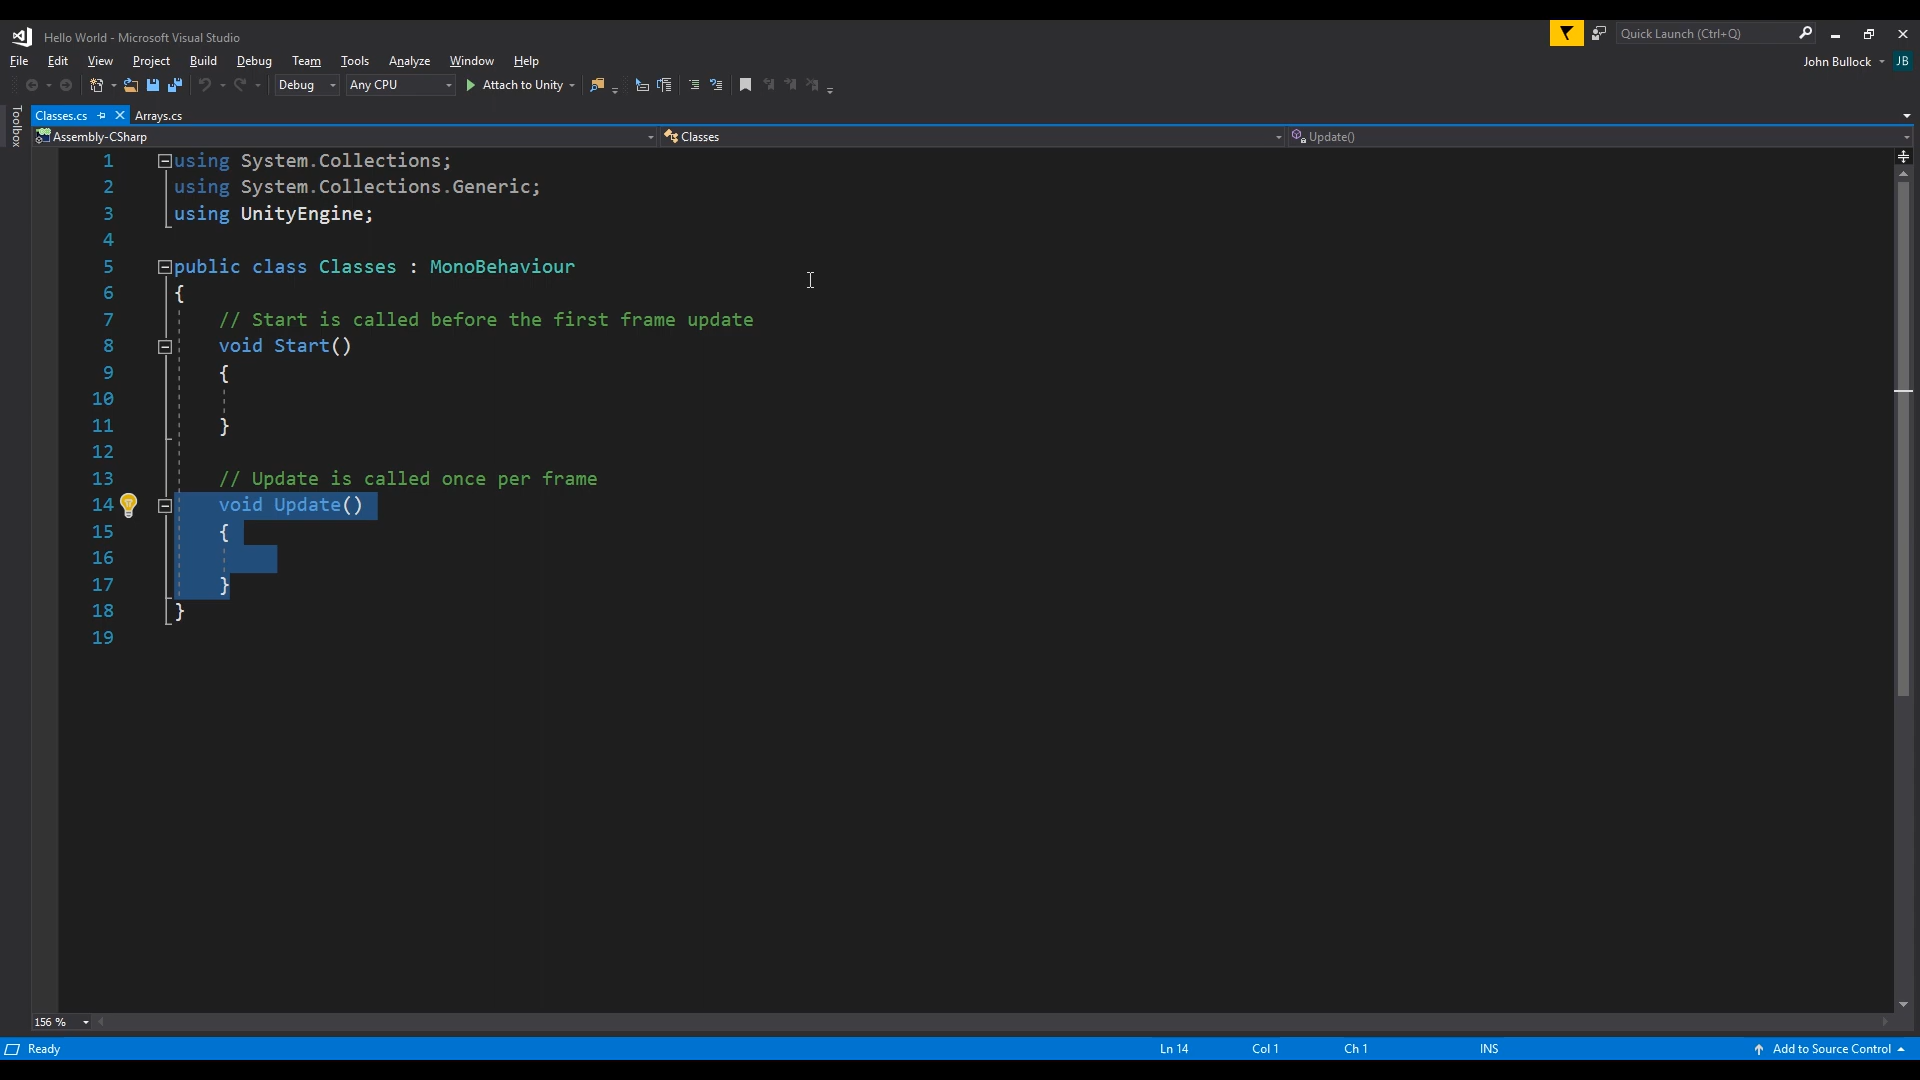 Hello World - Microsoft Visual Studio
Quick Launch (Ctrl+Q)
File Edit View Project Build Debug Team Tools Analyze Window Help
John Bullock JB
Debug Any CPU Attach to Unity
Toolbox
Classes.cs Arrays.cs
Assembly-CSharp Classes Update()
1 using System.Collections;
2 using System.Collections.Generic;
3 using UnityEngine;
4
5 public class Classes : MonoBehaviour
6 {
7 // Start is called before the first frame update
8 void Start()
9 {
10
11 }
12
13 // Update is called once per frame
14 void Update()
15 {
16
17 }
18 }
19
156 %
Ready Ln 14 Col 1 Ch 1 INS Add to Source Control